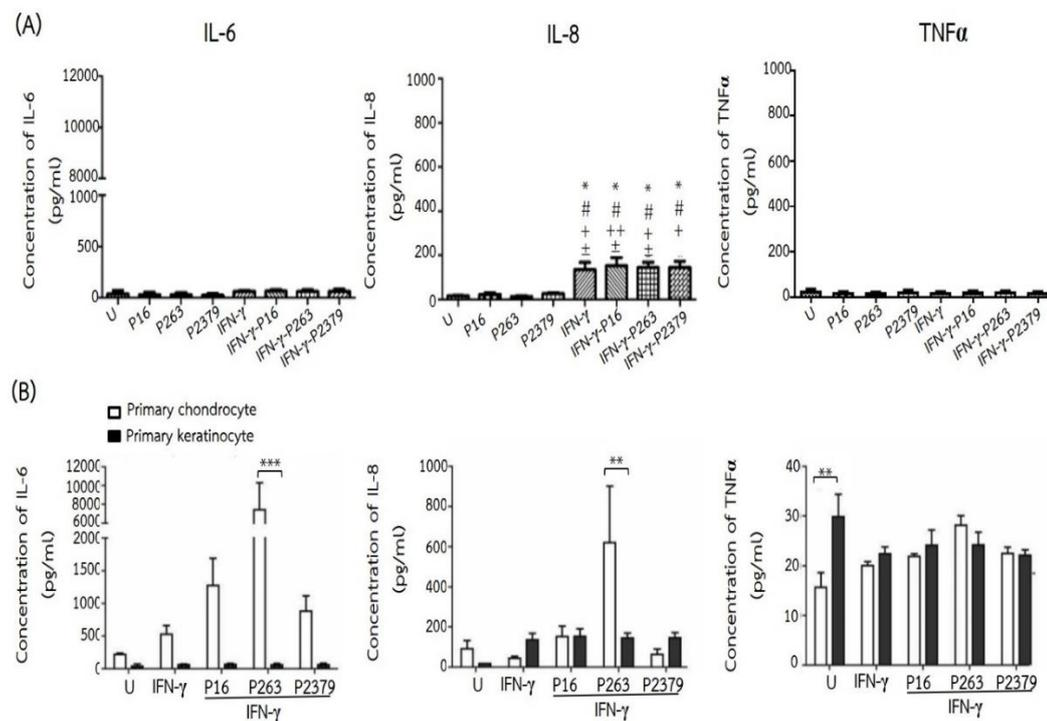 (A)
IL-6
IL-8
TNFα
Concentration of IL-6
(pg/ml)
12000
10000
8000
1000
500
0
U
P16
P263
P2379
IFN-γ
IFN-γ-P16
IFN-γ-P263
IFN-γ-P2379
Concentration of IL-8
(pg/ml)
1000
800
600
400
200
0
* * * *
# # # #
+ ++ + +
± ± ±
U
P16
P263
P2379
IFN-γ
IFN-γ-P16
IFN-γ-P263
IFN-γ-P2379
Concentration of TNFα
(pg/ml)
1000
800
600
400
200
0
U
P16
P263
P2379
IFN-γ
IFN-γ-P16
IFN-γ-P263
IFN-γ-P2379
(B)
Primary chondrocyte
Primary keratinocyte
Concentration of IL-6
(pg/ml)
12000
10000
8000
6000
4000
2000
1500
1000
500
0
***
U IFN-γ P16 P263 P2379
IFN-γ
Concentration of IL-8
(pg/ml)
1000
800
600
400
200
0
**
U IFN-γ P16 P263 P2379
IFN-γ
Concentration of TNFα
(pg/ml)
40
30
20
10
0
**
U IFN-γ P16 P263 P2379
IFN-γ